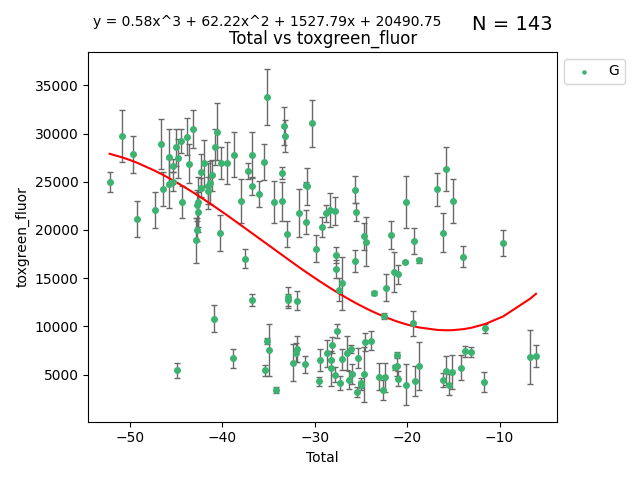 y = 0.58x^3 + 62.22x^2 + 1527.79x + 20490.75
N = 143
Total vs toxgreen_fluor
G
toxgreen_fluor
35000
30000
25000
20000
15000
10000
5000
−50
−40
−30
−20
−10
Total